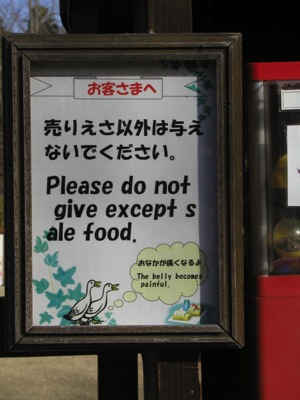 お客さまへ
売りえさ以外は与え
ないでください。
Please do not
give except s
ale food.
おなかが痛くなるよ
The belly becomes
painful.